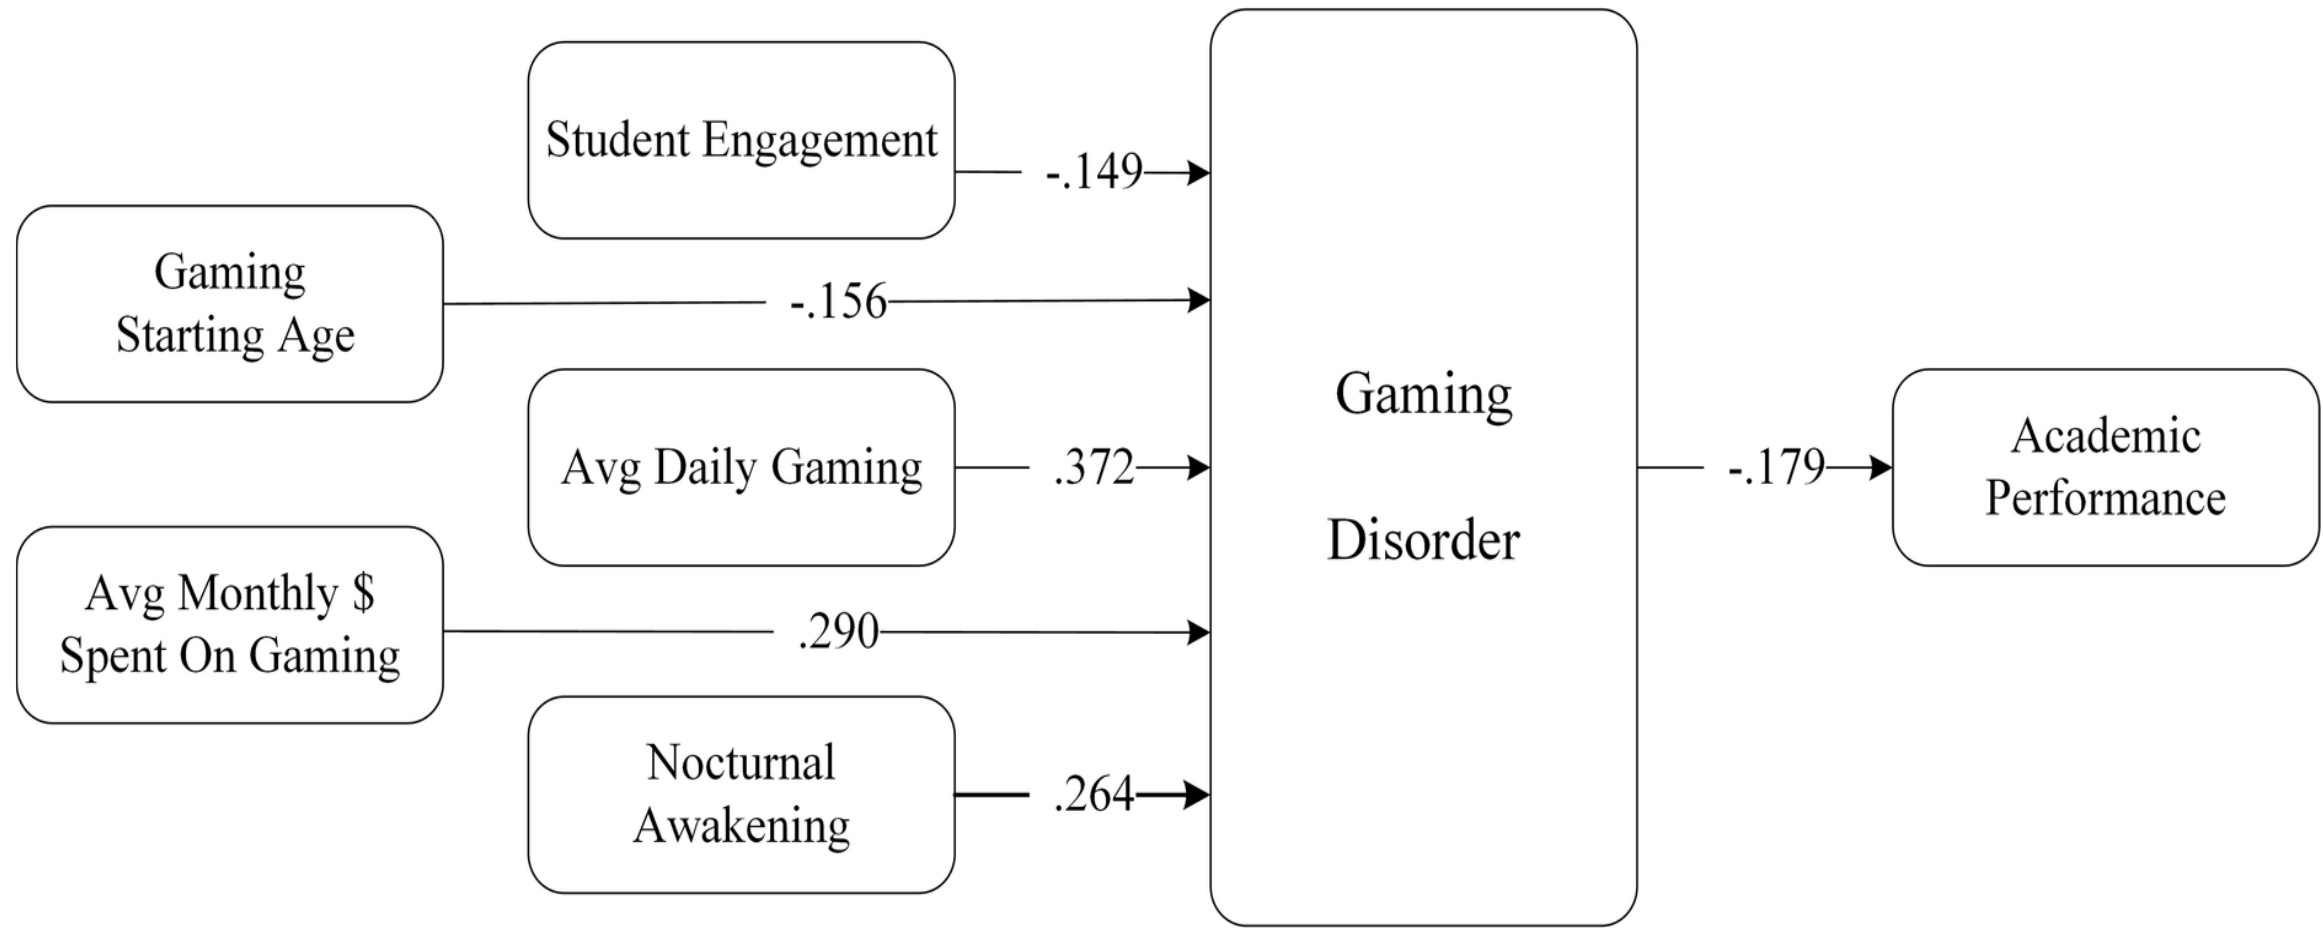 Student Engagement
-.149
Gaming
Starting Age
-.156
Avg Daily Gaming
.372
Avg Monthly $
Spent On Gaming
.290
Nocturnal
Awakening
.264
Gaming
Disorder
-.179
Academic
Performance